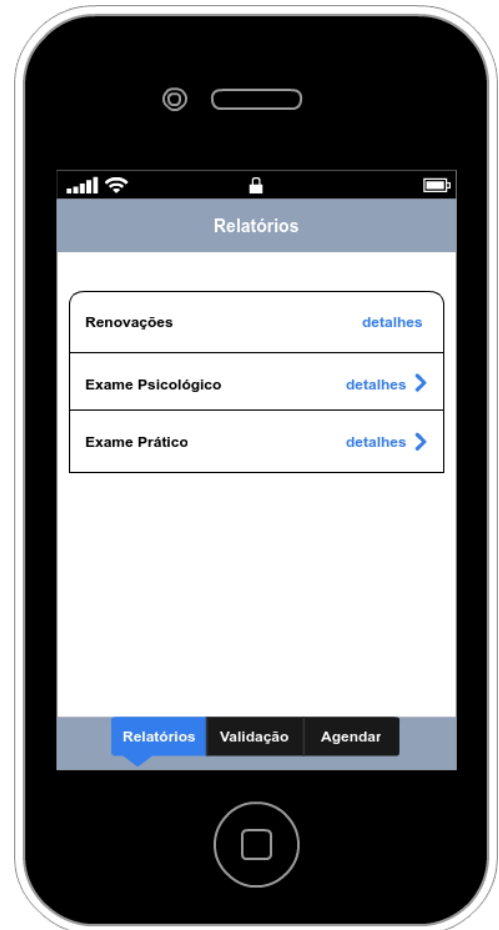 Relatórios
Renovações detalhes
Exame Psicológico detalhes
Exame Prático detalhes
Relatórios Validação Agendar